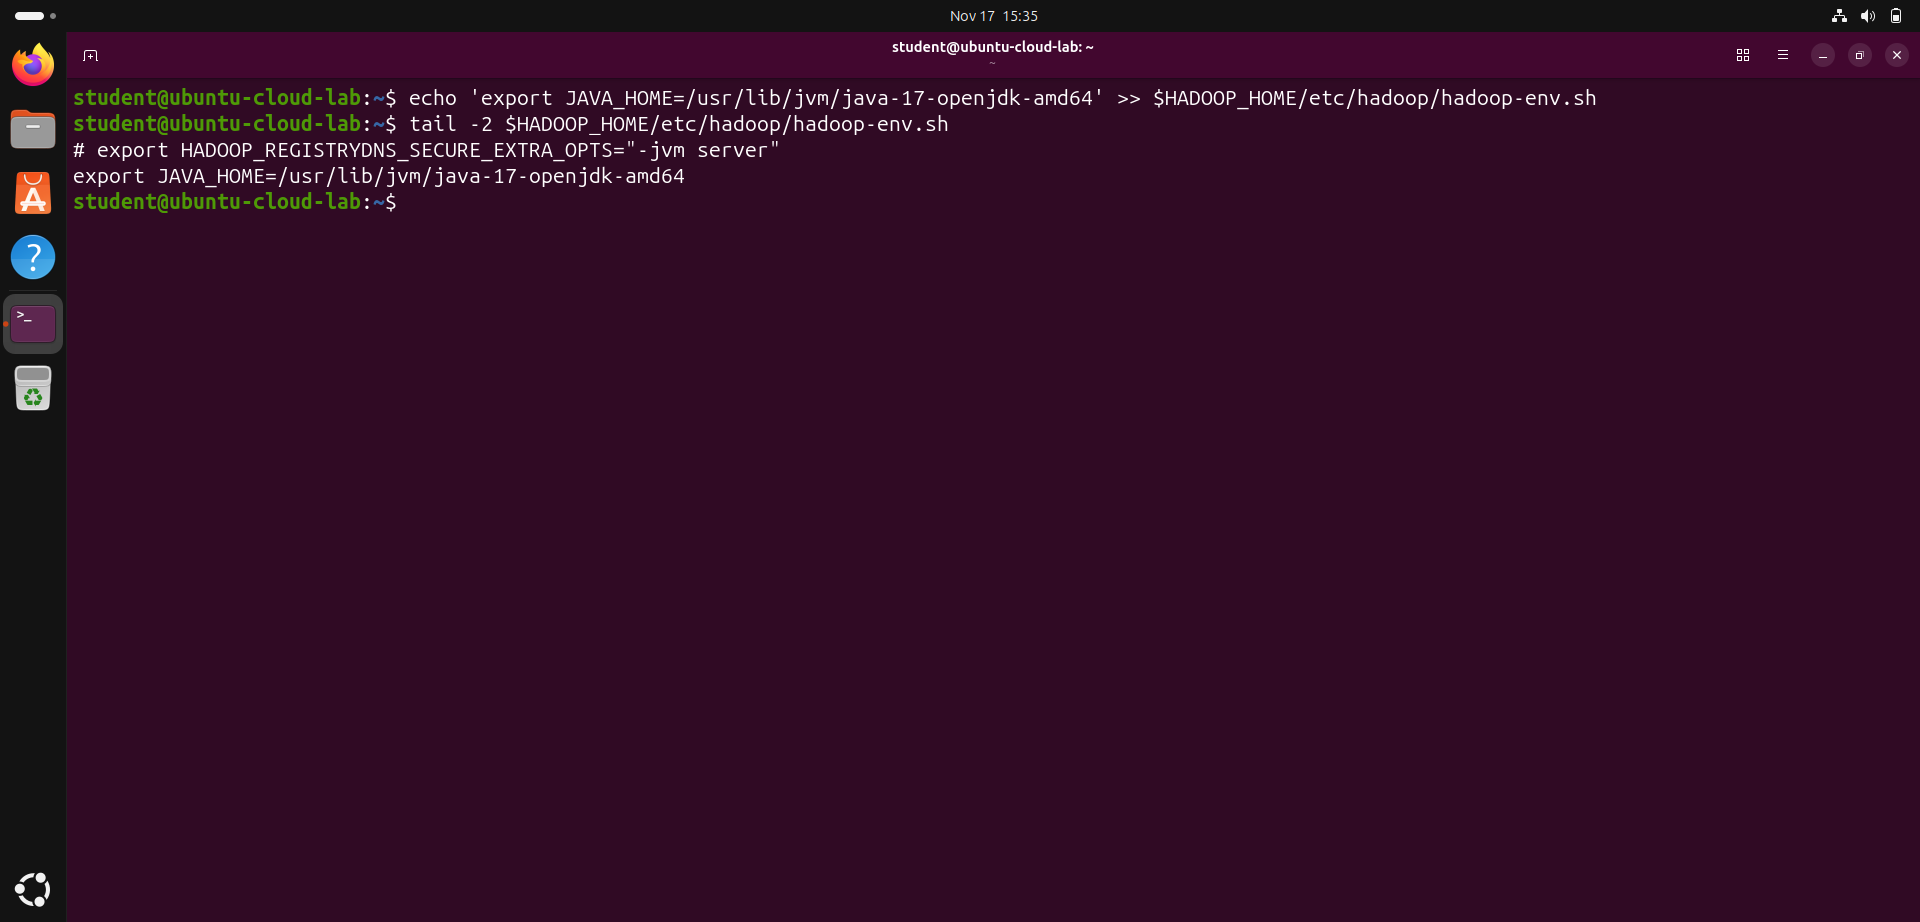 Nov 17 15:35
student@ubuntu-cloud-lab: ~
~
student@ubuntu-cloud-lab:~$ echo 'export JAVA_HOME=/usr/lib/jvm/java-17-openjdk-amd64' >> $HADOOP_HOME/etc/hadoop/hadoop-env.sh
student@ubuntu-cloud-lab:~$ tail -2 $HADOOP_HOME/etc/hadoop/hadoop-env.sh
# export HADOOP_REGISTRYDNS_SECURE_EXTRA_OPTS="-jvm server"
export JAVA_HOME=/usr/lib/jvm/java-17-openjdk-amd64
student@ubuntu-cloud-lab:~$